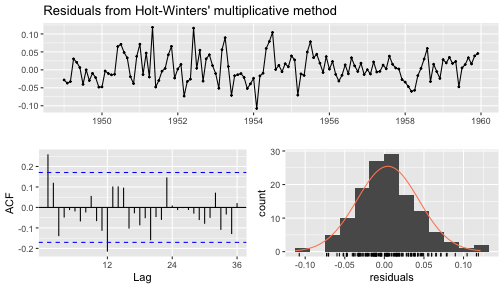 Residuals from Holt-Winters' multiplicative method
0.10
0.05
0.00
-0.05
-0.10
1950 1952 1954 1956 1958 1960
ACF
0.2
0.1
0.0
-0.1
-0.2
12 24 36
Lag
count
30
20
10
0
-0.10 -0.05 0.00 0.05 0.10
residuals